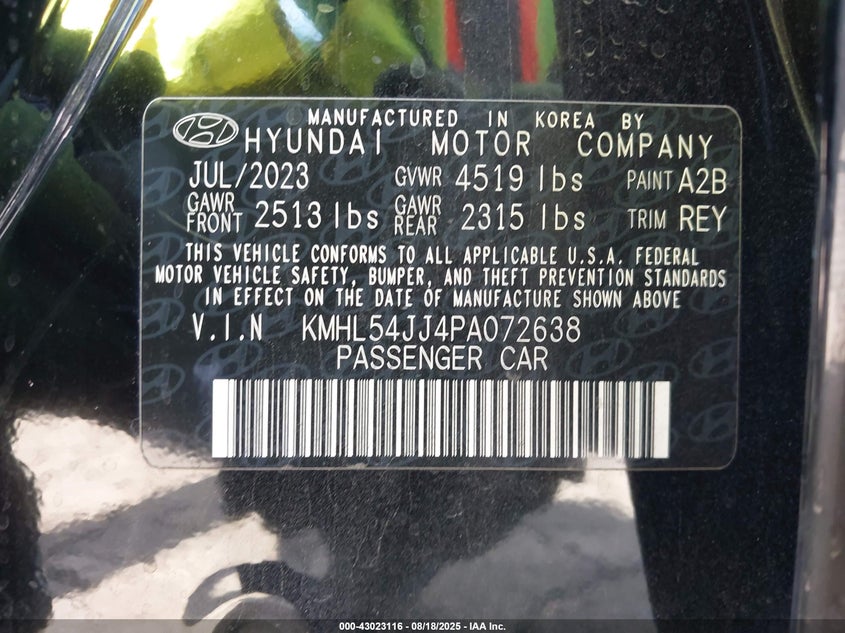 MANUFACTURED IN KOREA BY
HYUNDAI MOTOR COMPANY
JUL/2023 GVWR 4519 lbs PAINT A2B
GAWR FRONT 2513 lbs GAWR REAR 2315 lbs TRIM REY
THIS VEHICLE CONFORMS TO ALL APPLICABLE U.S.A. FEDERAL
MOTOR VEHICLE SAFETY, BUMPER, AND THEFT PREVENTION STANDARDS
IN EFFECT ON THE DATE OF MANUFACTURE SHOWN ABOVE
V.I.N KMHL54JJ4PA072638
PASSENGER CAR
000-43023116 - 08/18/2025 - IAA Inc.